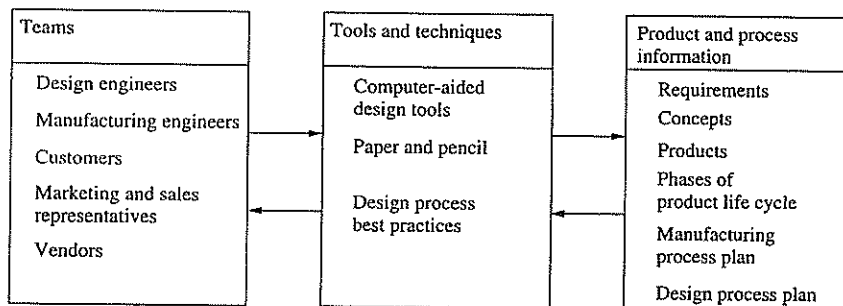 Teams
Design engineers
Manufacturing engineers
Customers
Marketing and sales
representatives
Vendors
Tools and techniques
Computer-aided
design tools
Paper and pencil
Design process
best practices
Product and process
information
Requirements
Concepts
Products
Phases of
product life cycle
Manufacturing
process plan
Design process plan